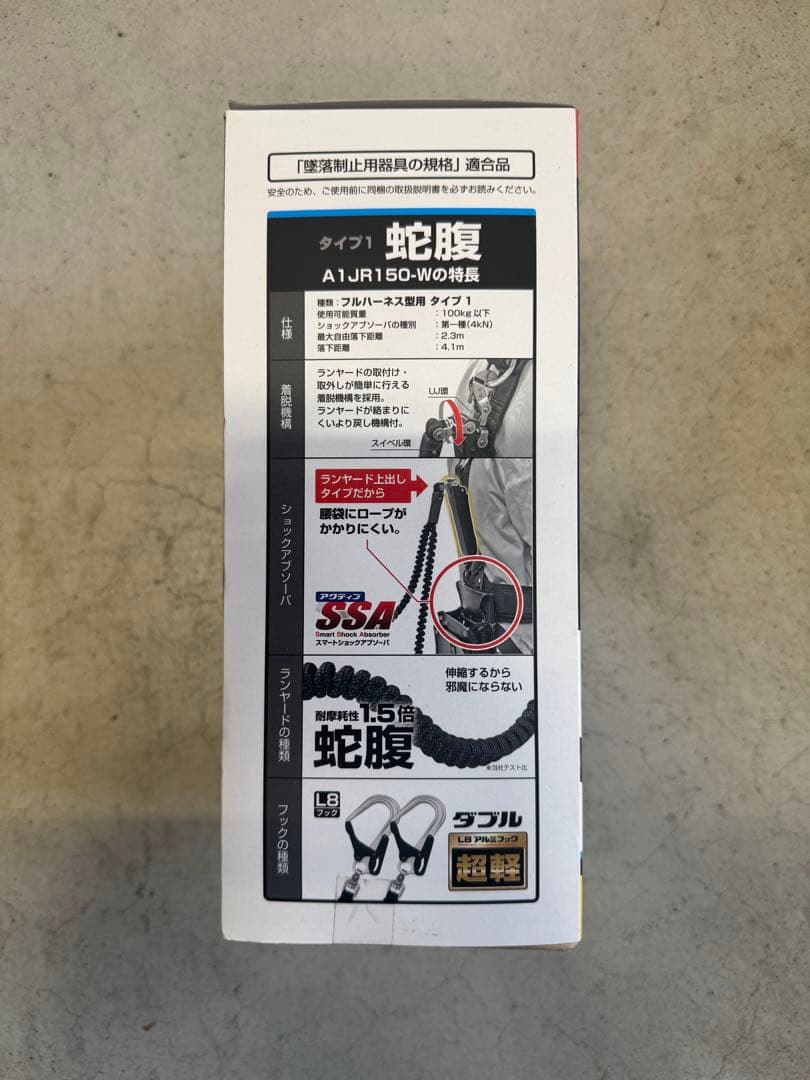 「墜落制止用器具の規格」適合品
安全のため、ご使用前に同梱の取扱説明書を必ずお読みください。
タイプ1 蛇腹
A1JR150-Wの特長
仕様
種類：フルハーネス型用 タイプ1
使用可能質量 ：100kg以下
ショックアブソーバの種別 ：第一種(4kN)
最大自由落下距離 ：2.3m
落下距離 ：4.1m
着脱機構
ランヤードの取付け・
取外しが簡単に行える
着脱機構を採用。
ランヤードが絡まりに
くいより戻し機構付。
UJ環
スイベル環
ショックアブソーバ
ランヤード上出し
タイプだから
腰袋にロープが
かかりにくい。
アクティブ
SSA
Smart Shock Absorber
スマートショックアブソーバ
ランヤードの種類
伸縮するから
邪魔にならない
耐摩耗性1.5倍
蛇腹
※当社テスト比
フックの種類
L8
フック
ダブル
L8 アルミフック
超軽